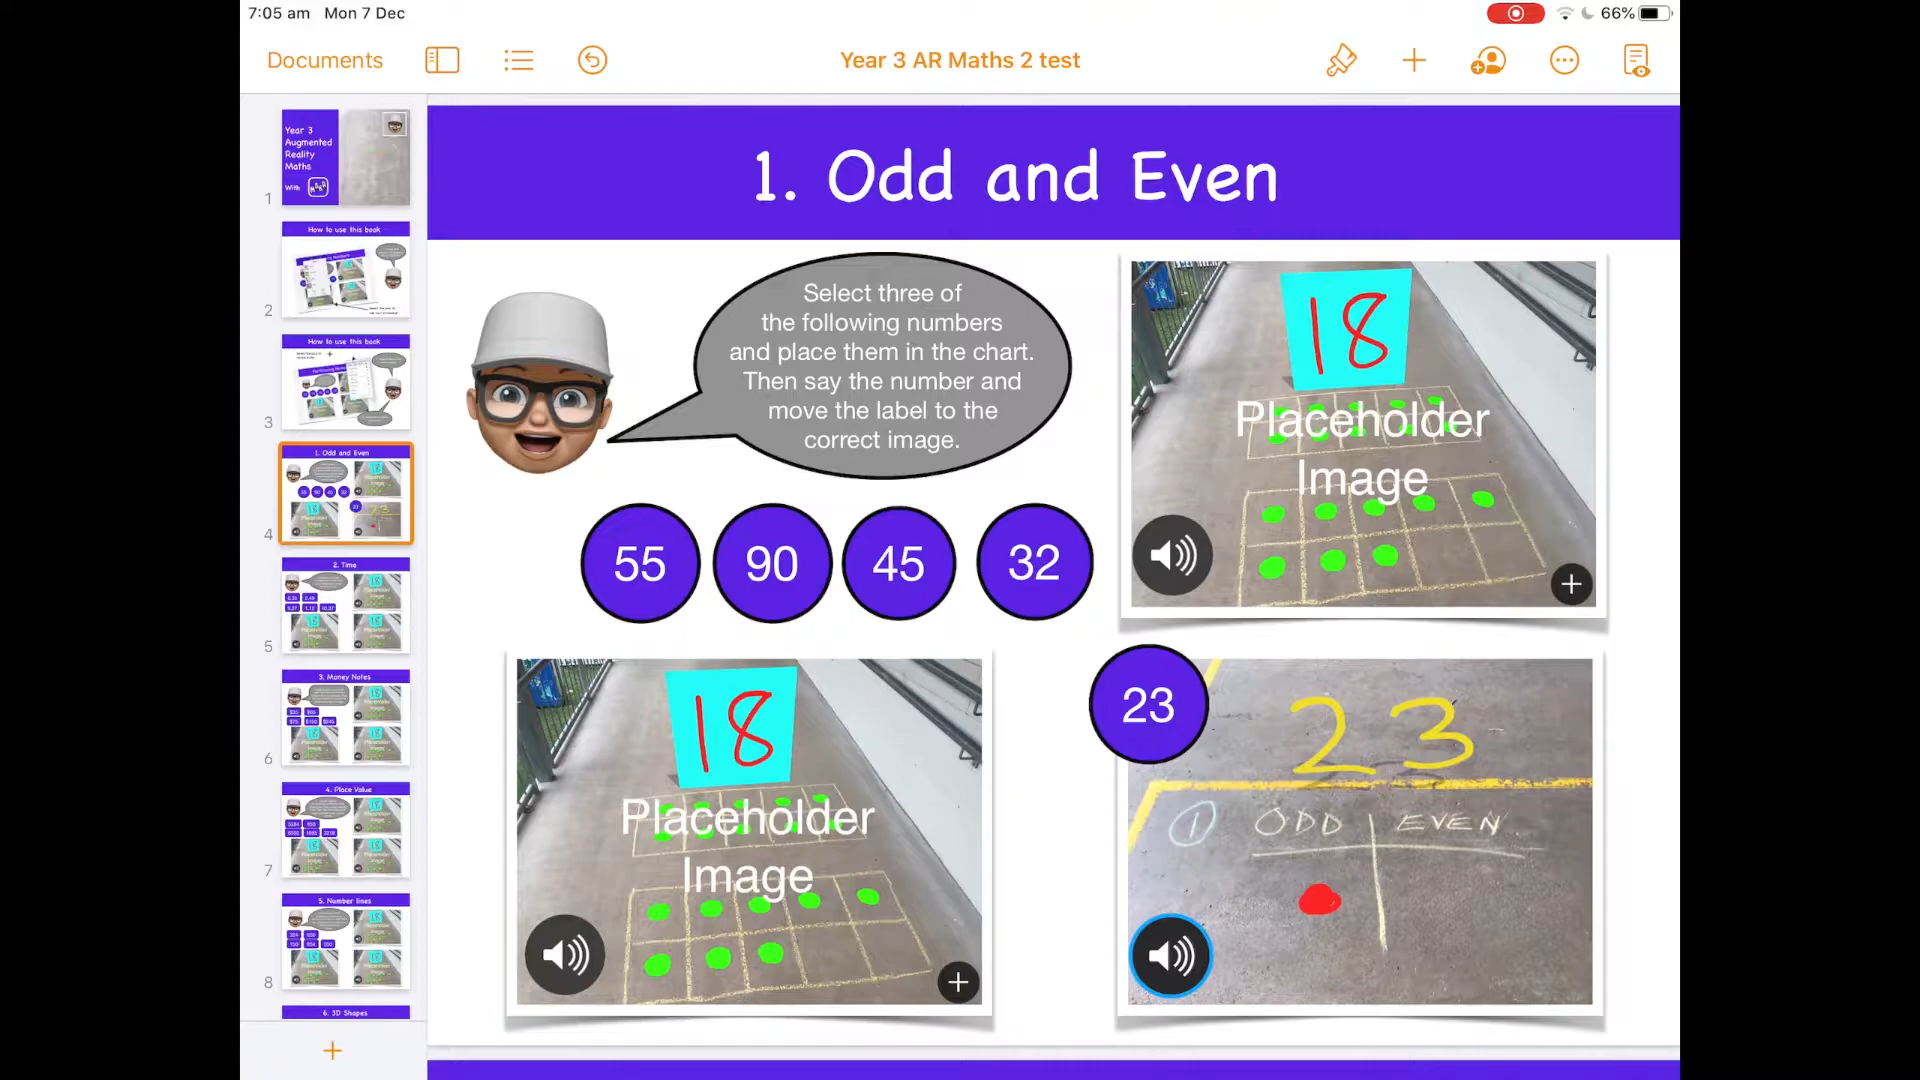 7:05 am Mon 7 Dec
66%
Documents
Year 3 AR Maths 2 test
Year 3
Augmented
Reality
Maths
With
1
How to use this book
2
How to use this book
3
1. Odd and Even
4
2. Time
5
3. Money Notes
6
4. Place Value
7
5. Number lines
8
6. 3D Shapes
1. Odd and Even
Select three of
the following numbers
and place them in the chart.
Then say the number and
move the label to the
correct image.
55
90
45
32
18
Placeholder
Image
18
Placeholder
Image
23
23
1 ODD EVEN